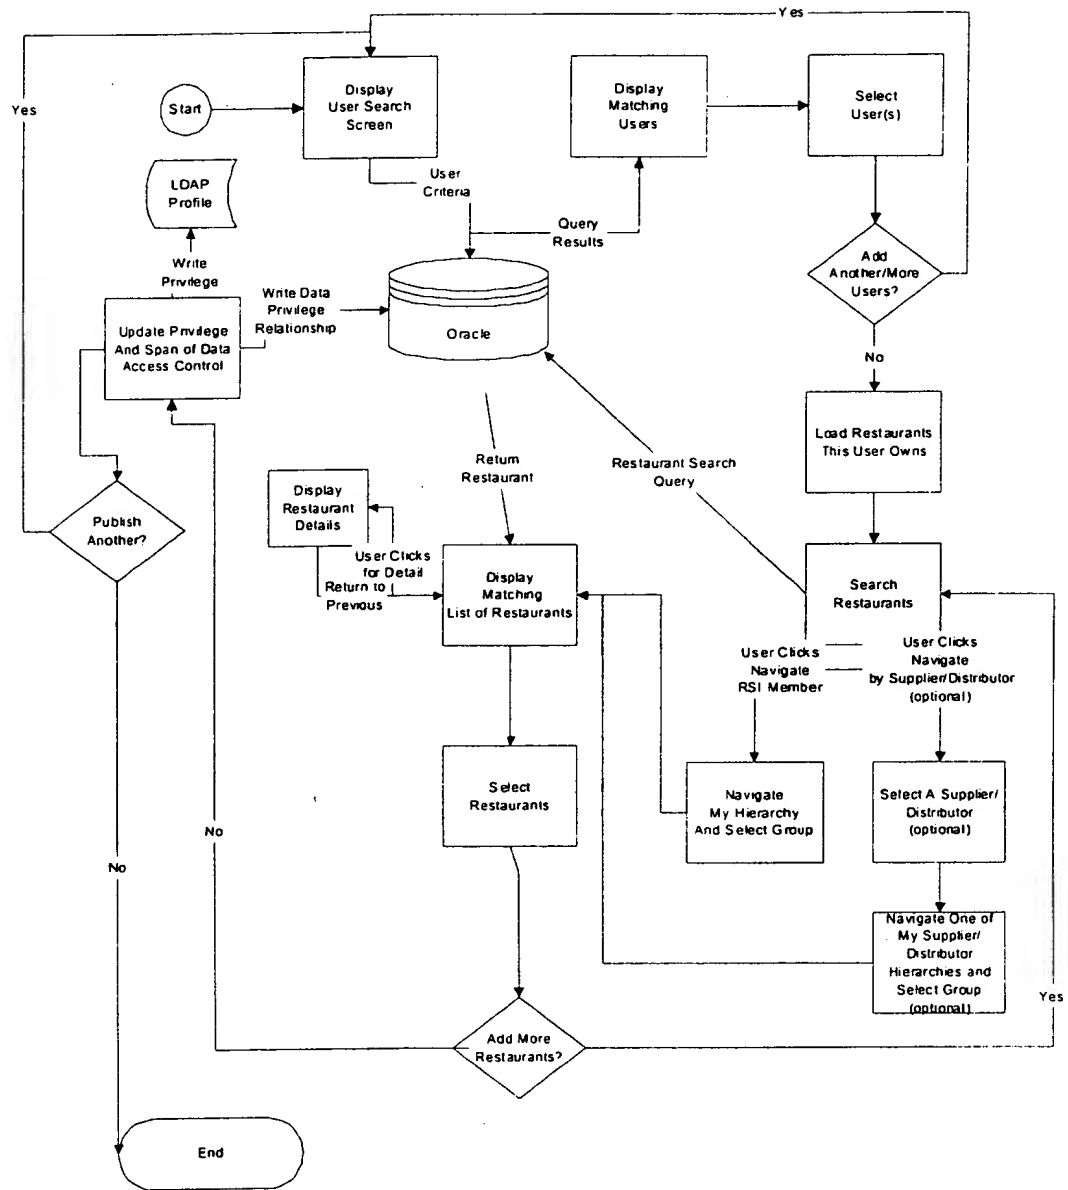 Yes
Yes
Start
Display
User Search
Screen
Display
Matching
Users
Select
User(s)
LDAP
Profile
User
Criteria
Query
Results
Add
Another/More
Users?
Write
Privilege
Write Data
Privilege
Relationship
Oracle
Update Privilege
And Span of Data
Access Control
No
Load Restaurants
This User Owns
Return
Restaurant
Restaurant Search
Query
Display
Restaurant
Details
Publish
Another?
User Clicks
for Detail
Return to
Previous
Display
Matching
List of Restaurants
Search
Restaurants
User Clicks
Navigate
RSI Member
User Clicks
Navigate
by Supplier/Distributor
(optional)
Select
Restaurants
Navigate
My Hierarchy
And Select Group
Select A Supplier/
Distributor
(optional)
No
No
Navigate One of
My Supplier/
Distributor
Hierarchies and
Select Group
(optional)
Yes
Add More
Restaurants?
End